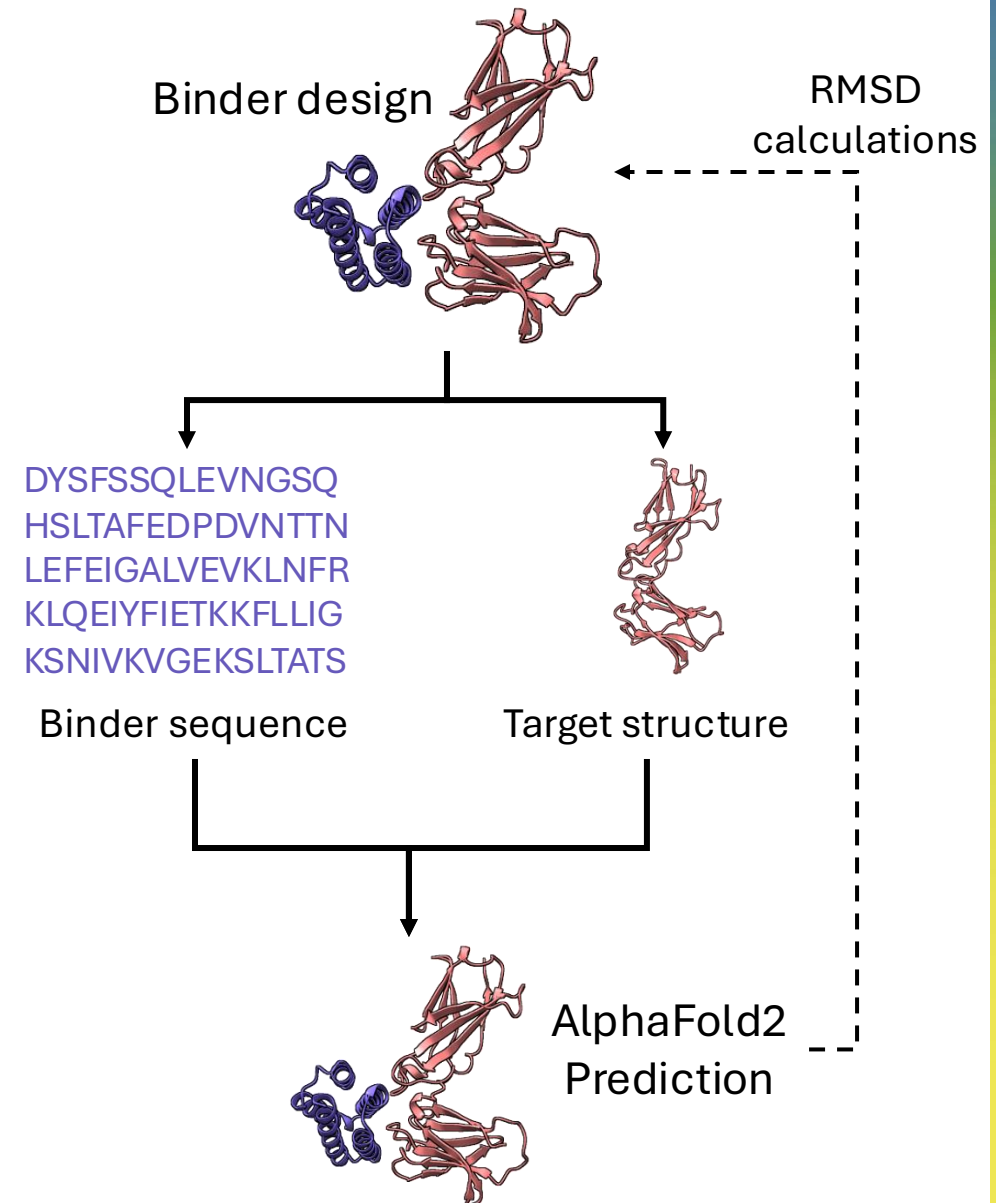 Binder design
RMSD
calculations
DYSFSSQLEVNGSQ
HSLTAFEDPDVNTTN
LEFEIGALVEVKLNFR
KLQEIYFIETKKFLLIG
KSNIVKVGEKSLTATS
Binder sequence
Target structure
AlphaFold2
Prediction